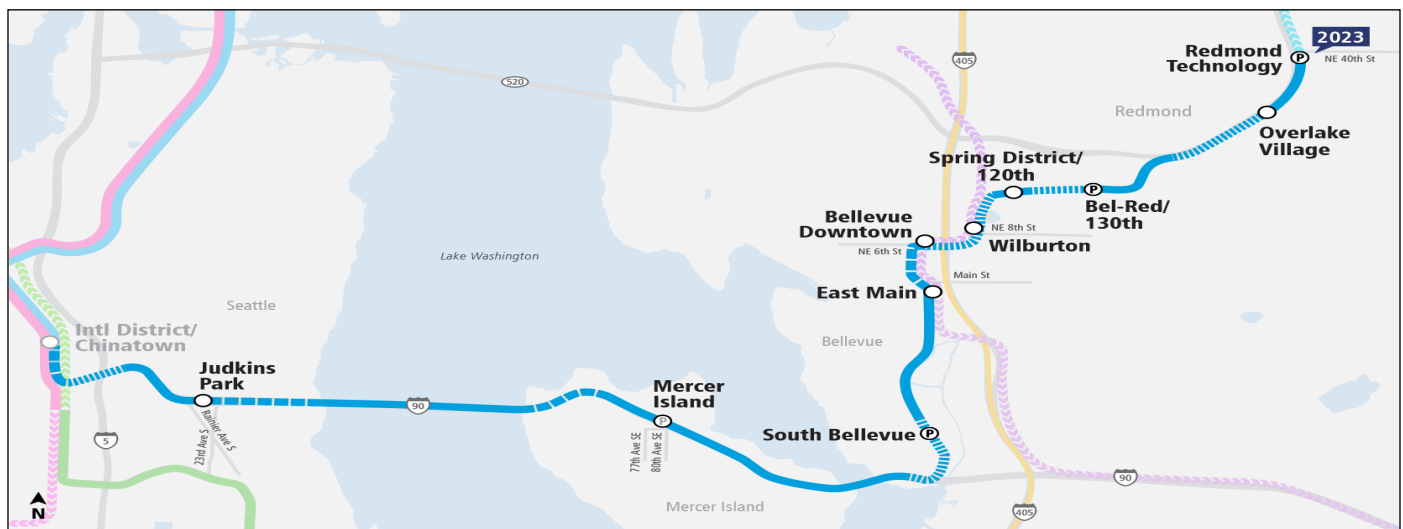 2023
Redmond
Technology
NE 40th St
405
520
Redmond
Overlake
Village
Spring District/
120th
Bel-Red/
130th
Bellevue
Downtown
NE 8th St
Wilburton
NE 6th St
Lake Washington
Main St
East Main
Seattle
Intl District/
Chinatown
Bellevue
Judkins
Park
Mercer
Island
P
90
Rainier Ave S
23rd Ave S
77th Ave SE
80th Ave SE
South Bellevue
P
5
90
Mercer Island
405
N
P
P